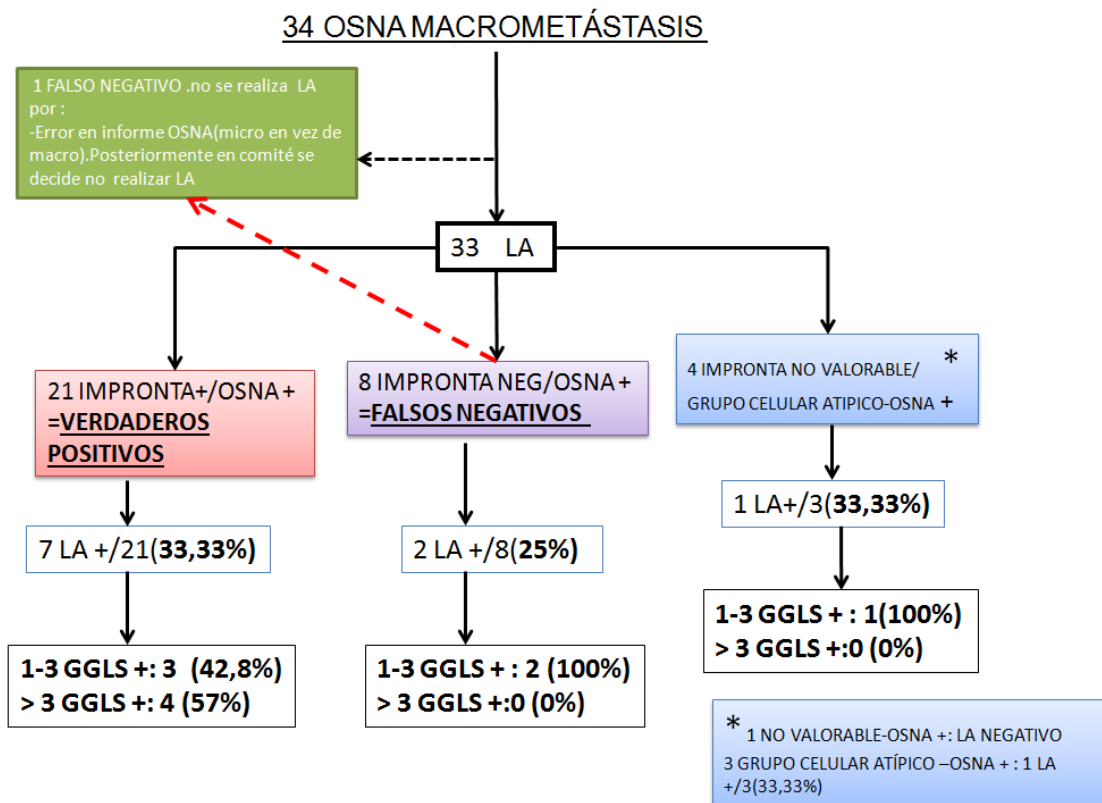 34 OSNA MACROMETÁSTASIS
1 FALSO NEGATIVO .no se realiza LA
por :
-Error en informe OSNA(micro en vez de
macro).Posteriormente en comité se
decide no realizar LA
33 LA
21 IMPRONTA+/OSNA +
=VERDADEROS
POSITIVOS
8 IMPRONTA NEG/OSNA +
=FALSOS NEGATIVOS
4 IMPRONTA NO VALORABLE/ *
GRUPO CELULAR ATIPICO-OSNA +
7 LA +/21(33,33%)
2 LA +/8(25%)
1 LA+/3(33,33%)
1-3 GGLS +: 3 (42,8%)
> 3 GGLS +: 4 (57%)
1-3 GGLS + : 2 (100%)
> 3 GGLS +:0 (0%)
1-3 GGLS + : 1(100%)
> 3 GGLS +:0 (0%)
* 1 NO VALORABLE-OSNA +: LA NEGATIVO
3 GRUPO CELULAR ATÍPICO –OSNA + : 1 LA
+/3(33,33%)